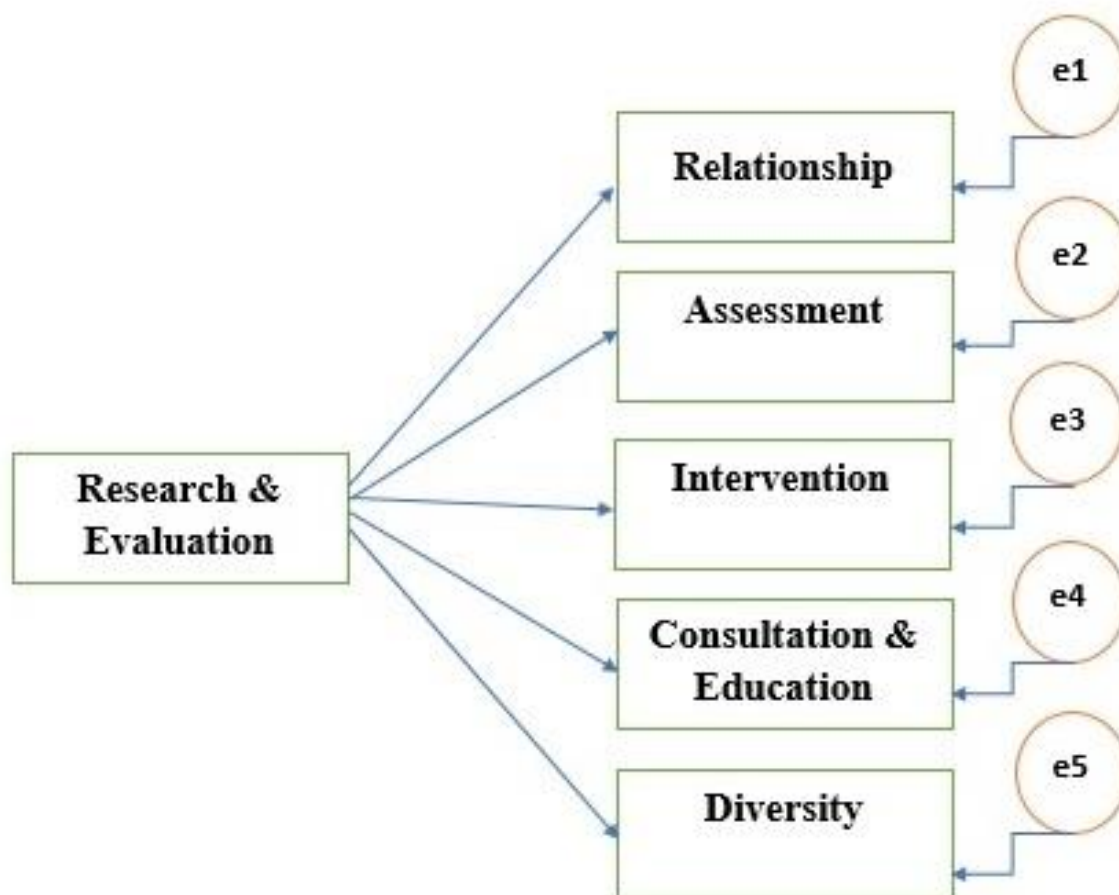 e1
Relationship
e2
Assessment
e3
Intervention
Research &
Evaluation
e4
Consultation &
Education
e5
Diversity